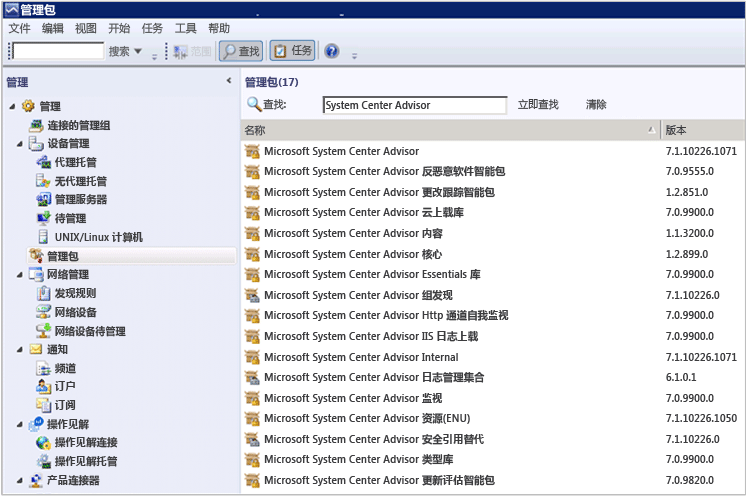 管理包
文件 编辑 视图 开始 任务 工具 帮助
搜索 范围 查找 任务
管理
管理
连接的管理组
设备管理
代理托管
无代理托管
管理服务器
待管理
UNIX/Linux 计算机
管理包
网络管理
发现规则
网络设备
网络设备待管理
通知
频道
订户
订阅
操作见解
操作见解连接
操作见解托管
产品连接器
管理包(17)
查找: System Center Advisor 立即查找 清除
名称 版本
Microsoft System Center Advisor 7.1.10226.1071
Microsoft System Center Advisor 反恶意软件智能包 7.0.9555.0
Microsoft System Center Advisor 更改跟踪智能包 1.2.851.0
Microsoft System Center Advisor 云上载库 7.0.9900.0
Microsoft System Center Advisor 内容 1.1.3200.0
Microsoft System Center Advisor 核心 1.2.899.0
Microsoft System Center Advisor Essentials 库 7.0.9900.0
Microsoft System Center Advisor 组发现 7.1.10226.0
Microsoft System Center Advisor Http 通道自我监视 7.0.9900.0
Microsoft System Center Advisor IIS 日志上载 7.0.9900.0
Microsoft System Center Advisor Internal 7.1.10226.1071
Microsoft System Center Advisor 日志管理集合 6.1.0.1
Microsoft System Center Advisor 监视 7.0.9900.0
Microsoft System Center Advisor 资源(ENU) 7.1.10226.1050
Microsoft System Center Advisor 安全引用替代 7.1.10226.0
Microsoft System Center Advisor 类型库 7.0.9900.0
Microsoft System Center Advisor 更新评估智能包 7.0.9820.0